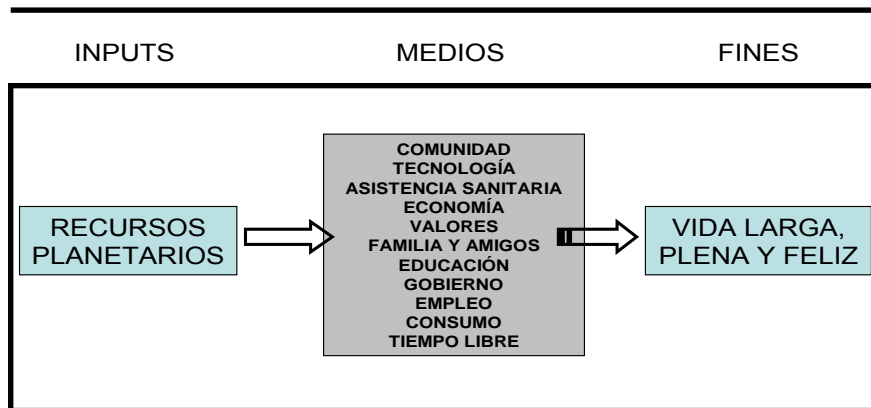 INPUTS MEDIOS FINES
RECURSOS
PLANETARIOS
COMUNIDAD
TECNOLOGÍA
ASISTENCIA SANITARIA
ECONOMÍA
VALORES
FAMILIA Y AMIGOS
EDUCACIÓN
GOBIERNO
EMPLEO
CONSUMO
TIEMPO LIBRE
VIDA LARGA,
PLENA Y FELIZ